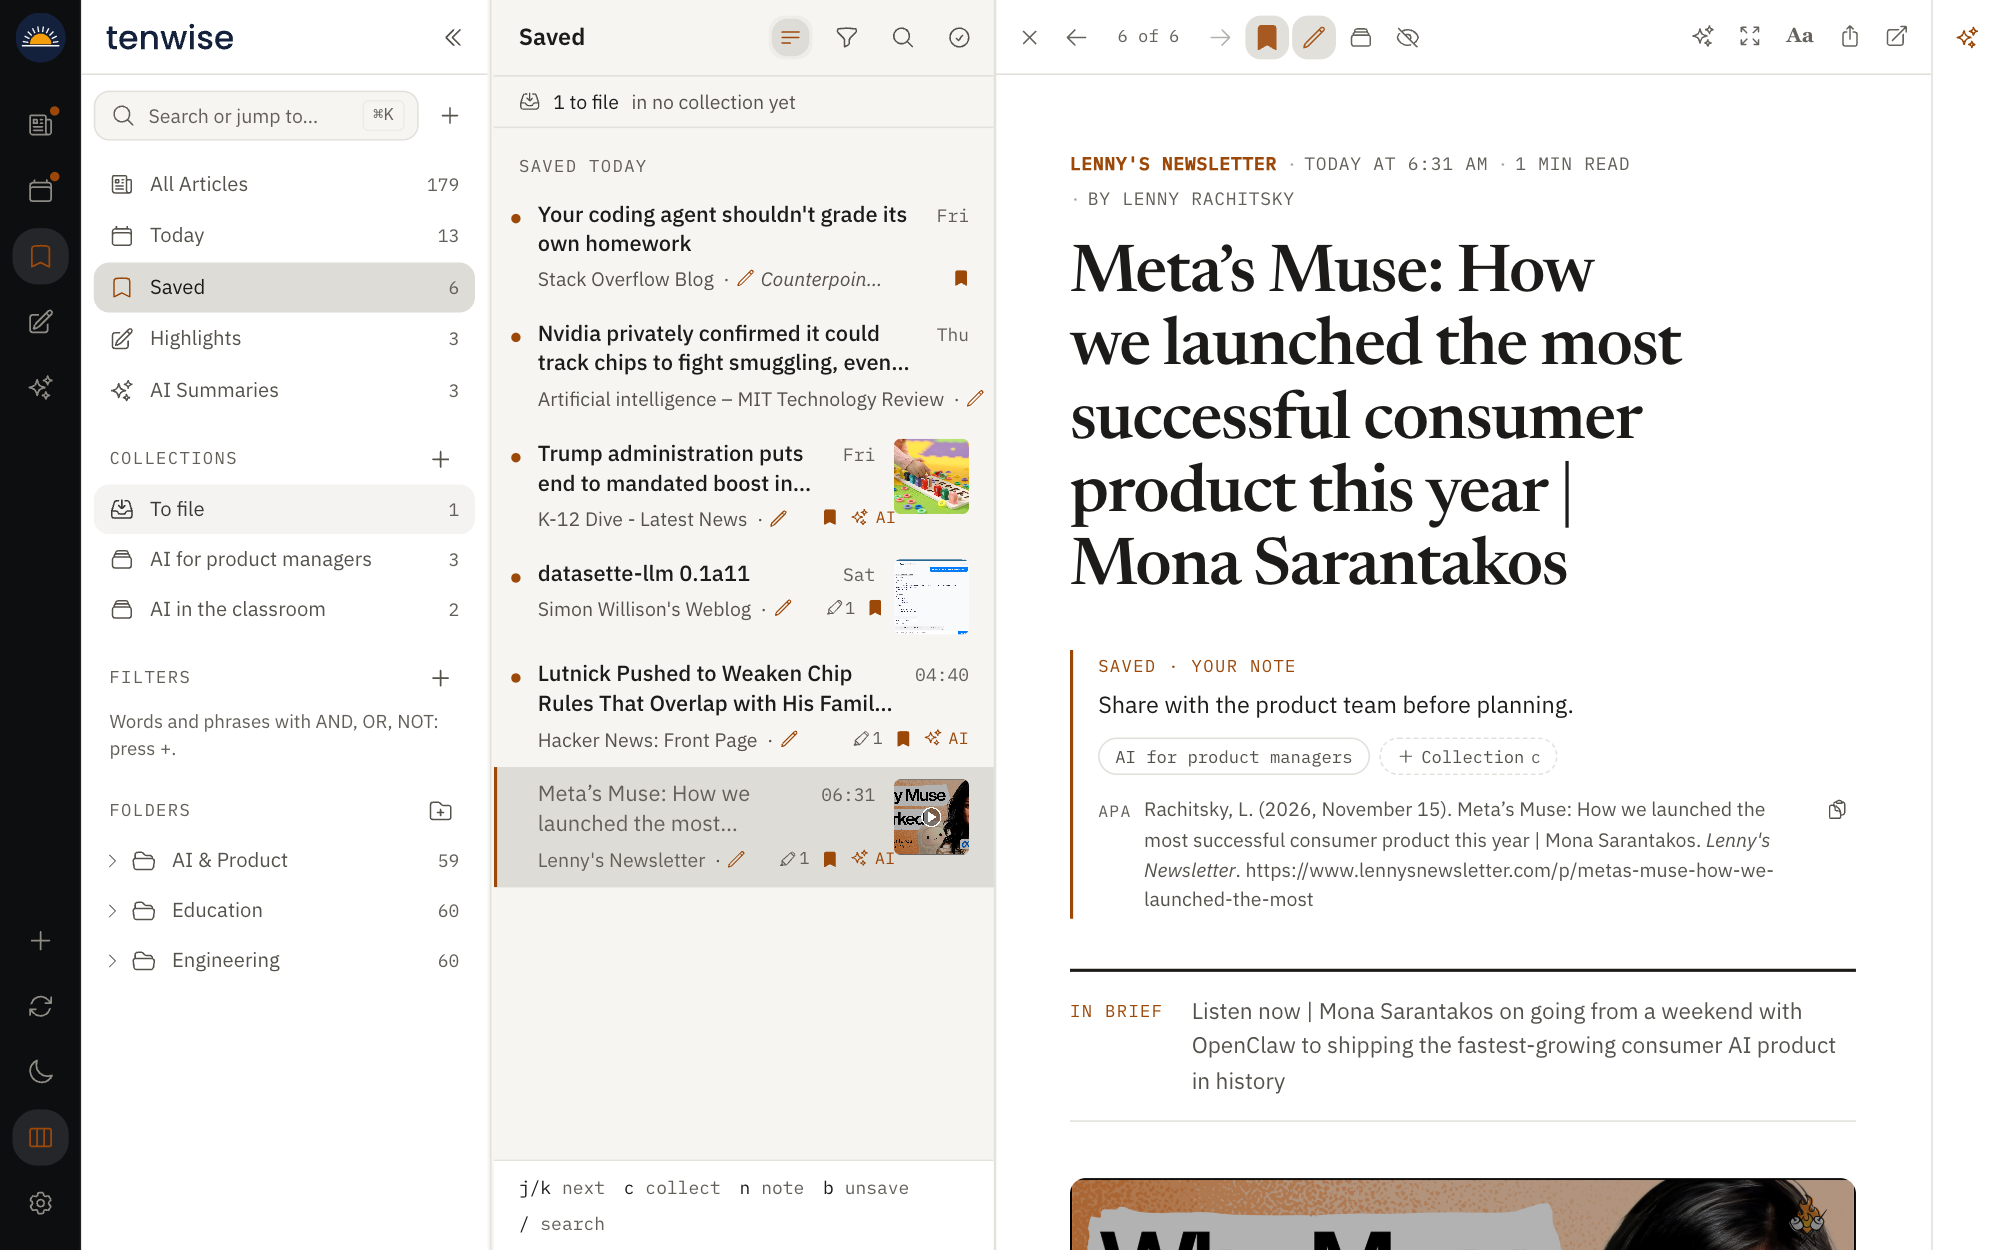 tenwise
Search or jump to...
⌘K
All Articles 179
Today 13
Saved 6
Highlights 3
AI Summaries 3
COLLECTIONS
To file 1
AI for product managers 3
AI in the classroom 2
FILTERS
Words and phrases with AND, OR, NOT:
press +.
FOLDERS
AI & Product 59
Education 60
Engineering 60
Saved
1 to file in no collection yet
SAVED TODAY
Your coding agent shouldn't grade its Fri
own homework
Stack Overflow Blog · Counterpoin...
Nvidia privately confirmed it could Thu
track chips to fight smuggling, even...
Artificial intelligence – MIT Technology Review ·
Trump administration puts Fri
end to mandated boost in...
K-12 Dive - Latest News · AI
datasette-llm 0.1a11 Sat
Simon Willison's Weblog · 1
Lutnick Pushed to Weaken Chip 04:40
Rules That Overlap with His Famil...
Hacker News: Front Page · 1 AI
Meta’s Muse: How we 06:31
launched the most...
Lenny's Newsletter · 1 AI
y Muse
rked
j/k next c collect n note b unsave
/ search
6 of 6
Aa
LENNY'S NEWSLETTER · TODAY AT 6:31 AM · 1 MIN READ
· BY LENNY RACHITSKY
Meta’s Muse: How
we launched the most
successful consumer
product this year |
Mona Sarantakos
SAVED · YOUR NOTE
Share with the product team before planning.
AI for product managers
+ Collection c
APA Rachitsky, L. (2026, November 15). Meta’s Muse: How we launched the
most successful consumer product this year | Mona Sarantakos. Lenny's
Newsletter. https://www.lennysnewsletter.com/p/metas-muse-how-we-
launched-the-most
IN BRIEF Listen now | Mona Sarantakos on going from a weekend with
OpenClaw to shipping the fastest-growing consumer AI product
in history